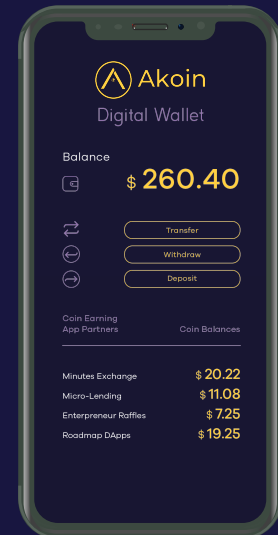 Akoin
Digital Wallet
Balance
$ 260.40
Transfer
Withdraw
Deposit
Coin Earning
App Partners Coin Balances
Minutes Exchange $ 20.22
Micro-Lending $ 11.08
Enterpreneur Raffles $ 7.25
Roadmap DApps $ 19.25